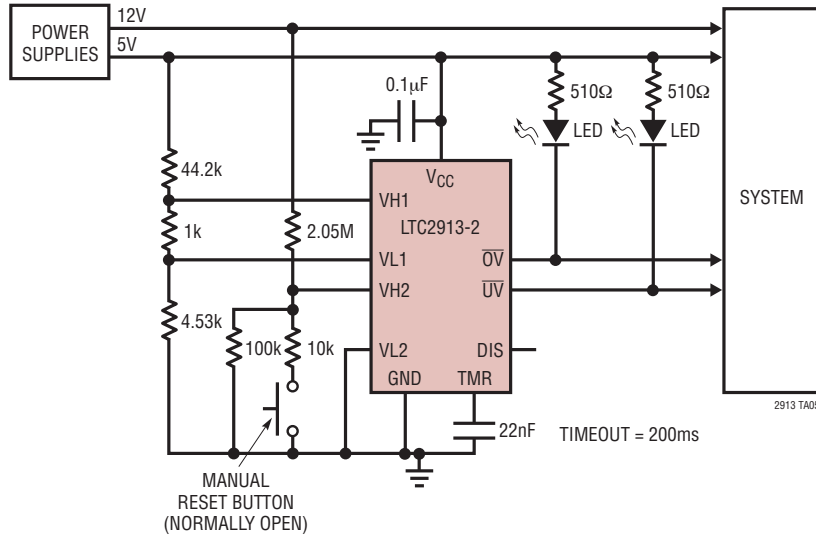 12V
POWER
SUPPLIES
5V
0.1μF
510Ω
510Ω
LED
LED
44.2k
VCC
SYSTEM
VH1
1k
2.05M
LTC2913-2
VL1
OV
VH2
UV
4.53k
100k
10k
VL2
DIS
GND
TMR
2913 TA05
22nF
TIMEOUT = 200ms
MANUAL
RESET BUTTON
(NORMALLY OPEN)